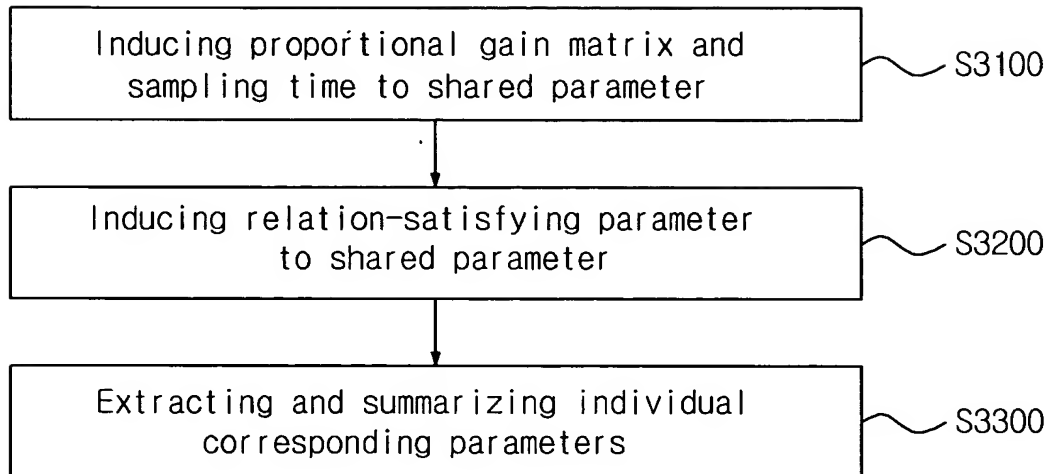 Inducing proportional gain matrix and
sampling time to shared parameter
S3100
Inducing relation-satisfying parameter
to shared parameter
S3200
Extracting and summarizing individual
corresponding parameters
S3300